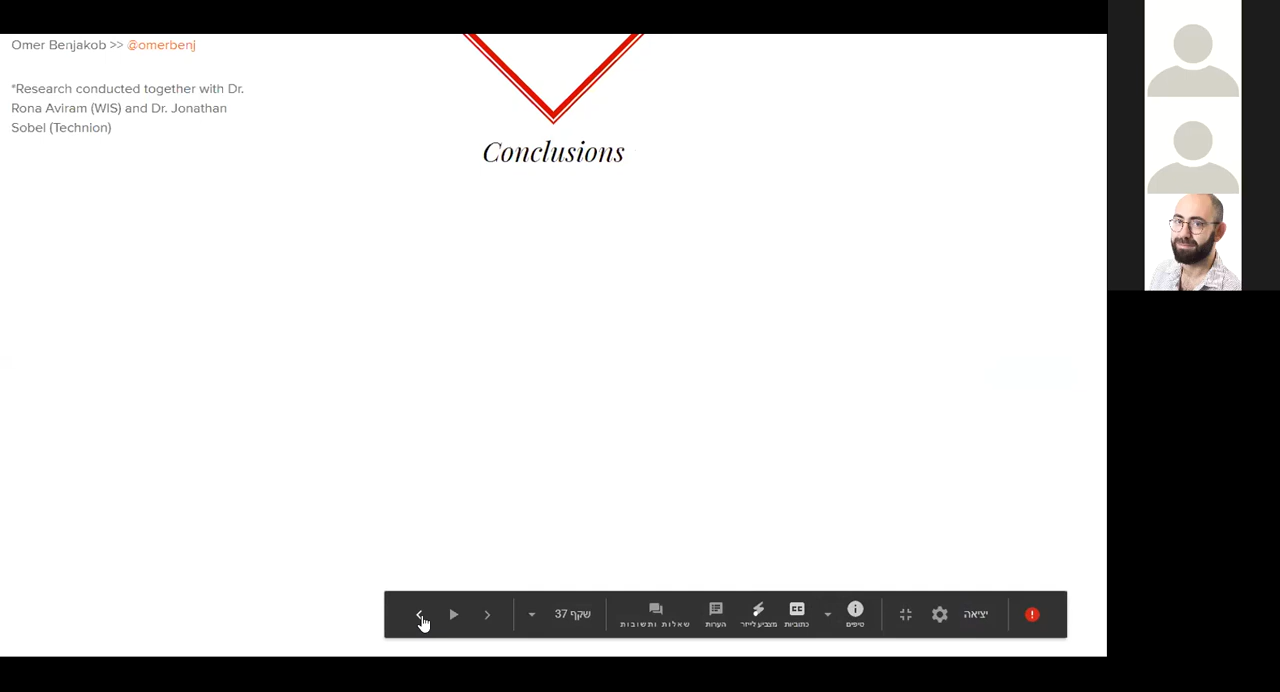 Omer Benjakob >> @omerbenj
*Research conducted together with Dr.
Rona Aviram (WIS) and Dr. Jonathan
Sobel (Technion)
Conclusions
שקף 37
שאלות ותשובות
הערות
מצביע לייזר
כתוביות
טיפים
יציאה